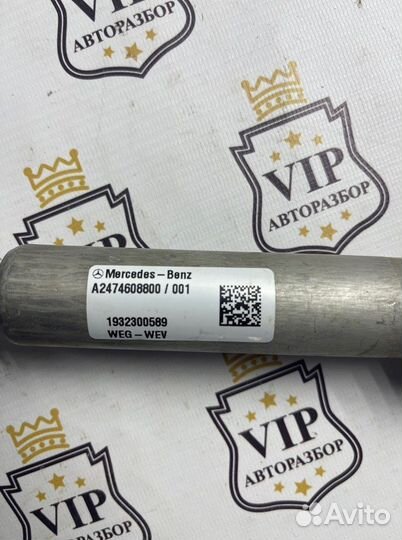 VIP
АВТОРАЗБОР
VIP
АВТОРАЗБОР
Mercedes-Benz
A2474608800 / 001
1932300589
WEG-WEV
VIP
АВТОРАЗБОР
VIP
АВТОРАЗБОР
Avito